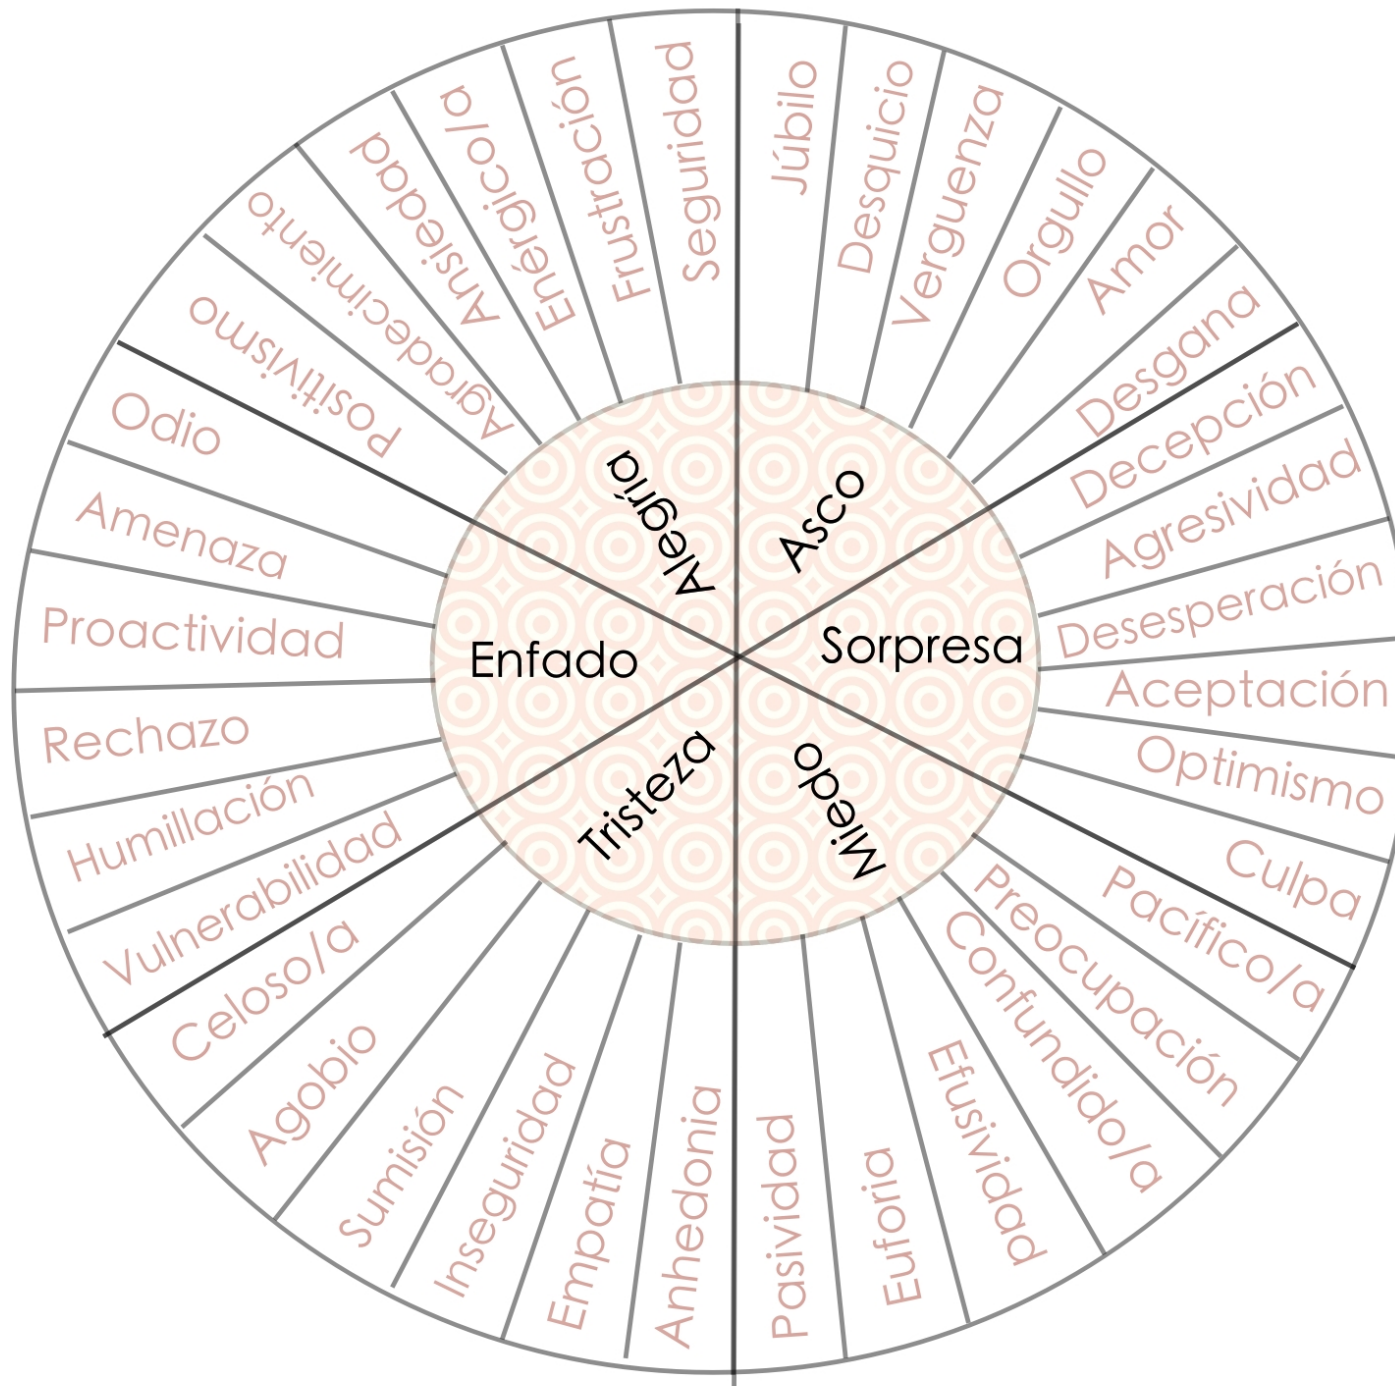 Júbilo
Desquicio
Verguenza
Orgullo
Amor
Desgana
Decepción
Agresividad
Desesperación
Aceptación
Optimismo
Culpa
Pacífico/a
Preocupación
Confundido/a
Efusividad
Euforia
Pasividad
Anhedonia
Empatía
Inseguridad
Sumisión
Agobio
Celoso/a
Vulnerabilidad
Humillación
Rechazo
Proactividad
Amenaza
Odio
Positivismo
Agradecimiento
Ansiedad
Enérgico/a
Frustración
Seguridad
Asco
Sorpresa
Miedo
Tristeza
Enfado
Alegría